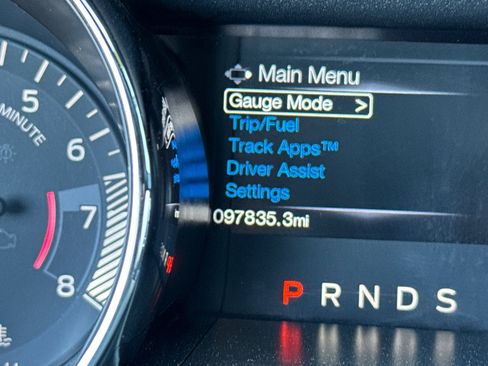 Main Menu
Gauge Mode >
Trip/Fuel
Track Apps™
Driver Assist
Settings
097835.3mi
P R N D S
5
MINUTE
6
7
8